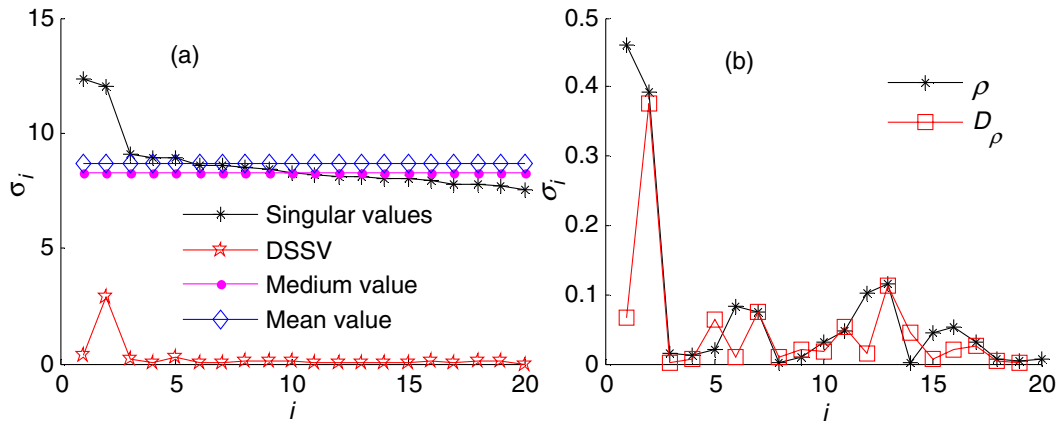 (a)
15
10
5
0
σi
Singular values
DSSV
Medium value
Mean value
0 5 10 15 20
i
(b)
0.5
0.4
0.3
0.2
0.1
0
σi
ρ
Dρ
0 5 10 15 20
i